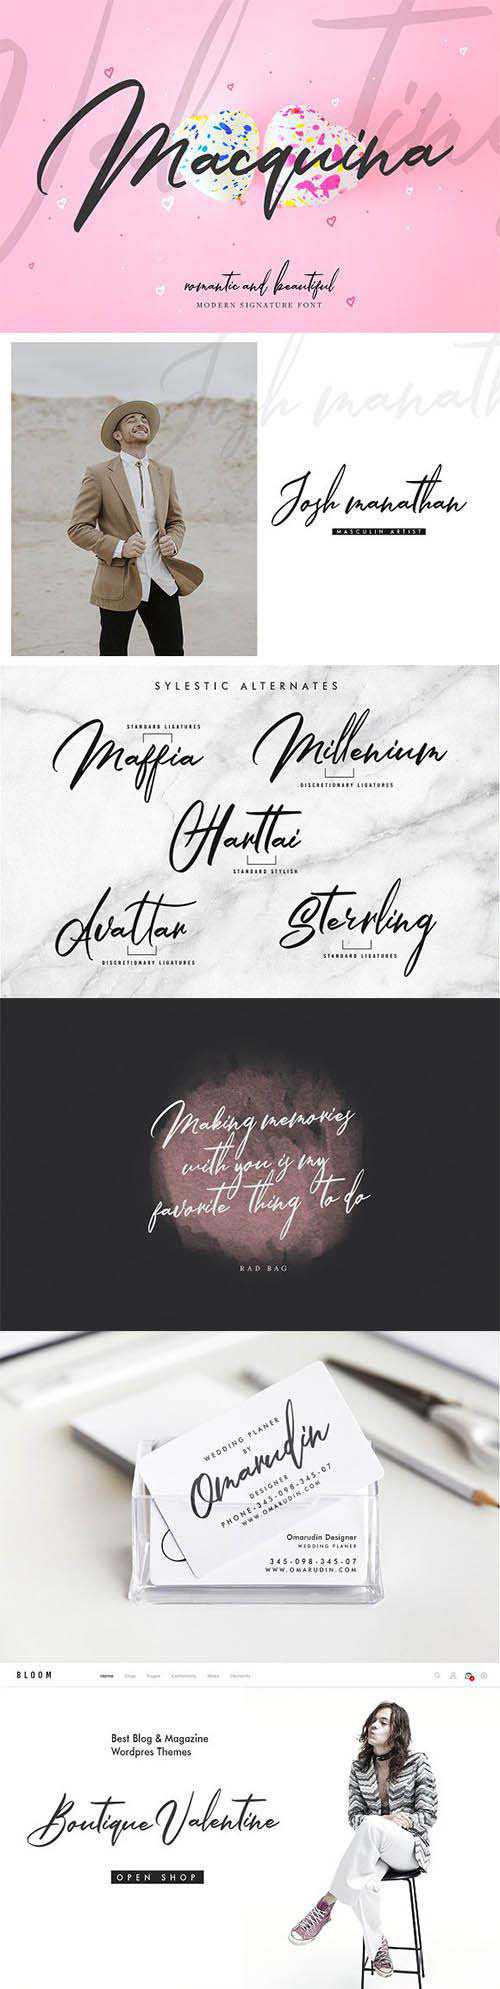 Valentine
Macquina
romantic and beautiful
MODERN SIGNATURE FONT
Josh manath
Josh manathan
MASCULIN ARTIST
SYLESTIC ALTERNATES
STANDARD LIGATURES
Maffia
Millenium
DISCRETIONARY LIGATURES
Harttai
STANDARD STYLISH
Avattar
DISCRETIONARY LIGATURES
Sterrling
STANDARD LIGATURES
Making memories
with you is my
favorite thing to do
RAD BAG
WEDDING PLANER
BY
Omarudin
DESIGNER
PHONE-345-098-345-07
WWW.OMARUDIN.COM
Omarudin Designer
WEDDING PLANER
345-098-345-07
WWW.OMARUDIN.COM
BLOOM
Home Shop Pages
Best Blog & Magazine
Wordpres Themes
Boutique Valentine
OPEN SHOP